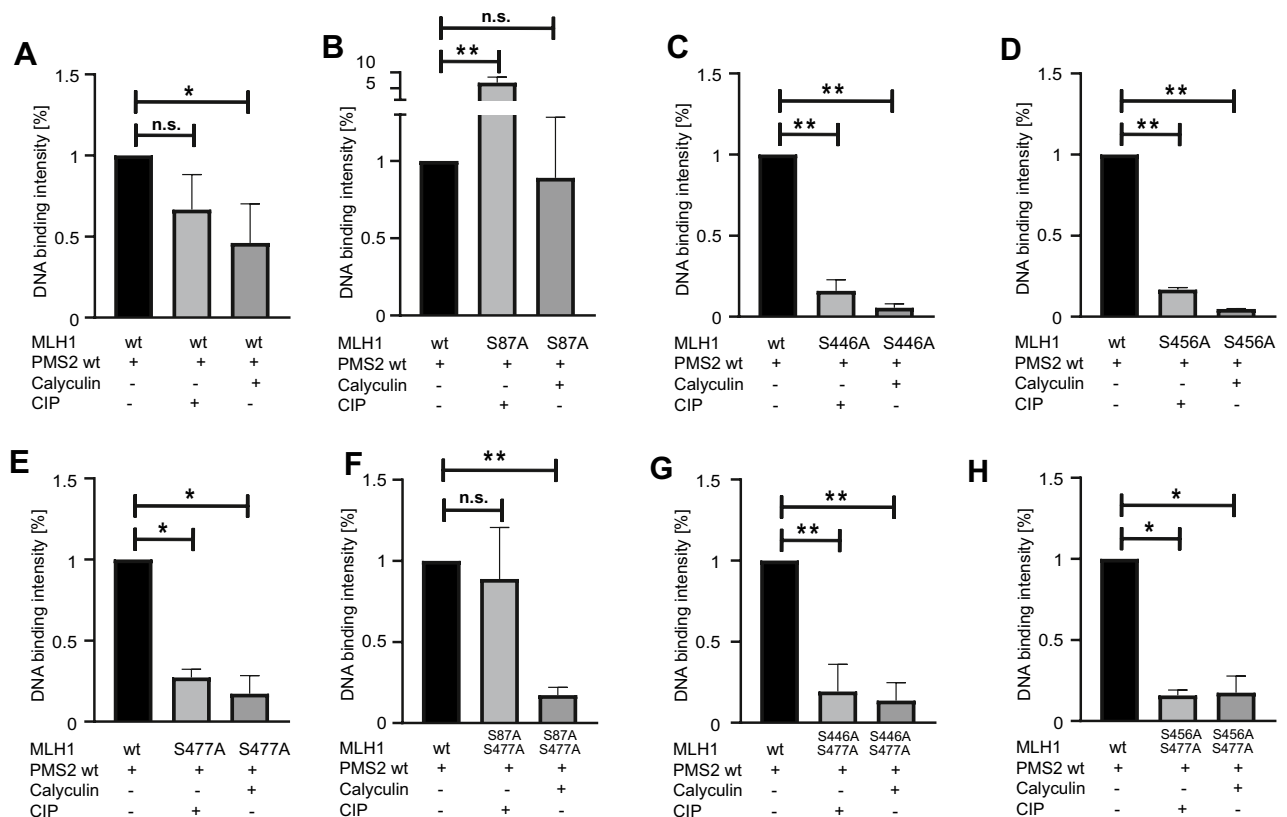 A
DNA binding intensity [%]
1.5
1
0.5
0
*
n.s.
MLH1 wt wt wt
PMS2 wt + + +
Calyculin - - +
CIP - + -
B
DNA binding intensity [%]
10
5
1
0.5
0
n.s.
**
MLH1 wt S87A S87A
PMS2 wt + + +
Calyculin - - +
CIP - + -
C
DNA binding intensity [%]
1.5
1
0.5
0
**
**
MLH1 wt S446A S446A
PMS2 wt + + +
Calyculin - - +
CIP - + -
D
DNA binding intensity [%]
1.5
1
0.5
0
**
**
MLH1 wt S456A S456A
PMS2 wt + + +
Calyculin - - +
CIP - + -
E
DNA binding intensity [%]
1.5
1
0.5
0
*
*
MLH1 wt S477A S477A
PMS2 wt + + +
Calyculin - - +
CIP - + -
F
DNA binding intensity [%]
1.5
1
0.5
0
**
n.s.
S87A S87A
MLH1 wt S477A S477A
PMS2 wt + + +
Calyculin - - +
CIP - + -
G
DNA binding intensity [%]
1.5
1
0.5
0
**
**
S446A S446A
MLH1 wt S477A S477A
PMS2 wt + + +
Calyculin - - +
CIP - + -
H
DNA binding intensity [%]
1.5
1
0.5
0
*
*
S456A S456A
MLH1 wt S477A S477A
PMS2 wt + + +
Calyculin - - +
CIP - + -